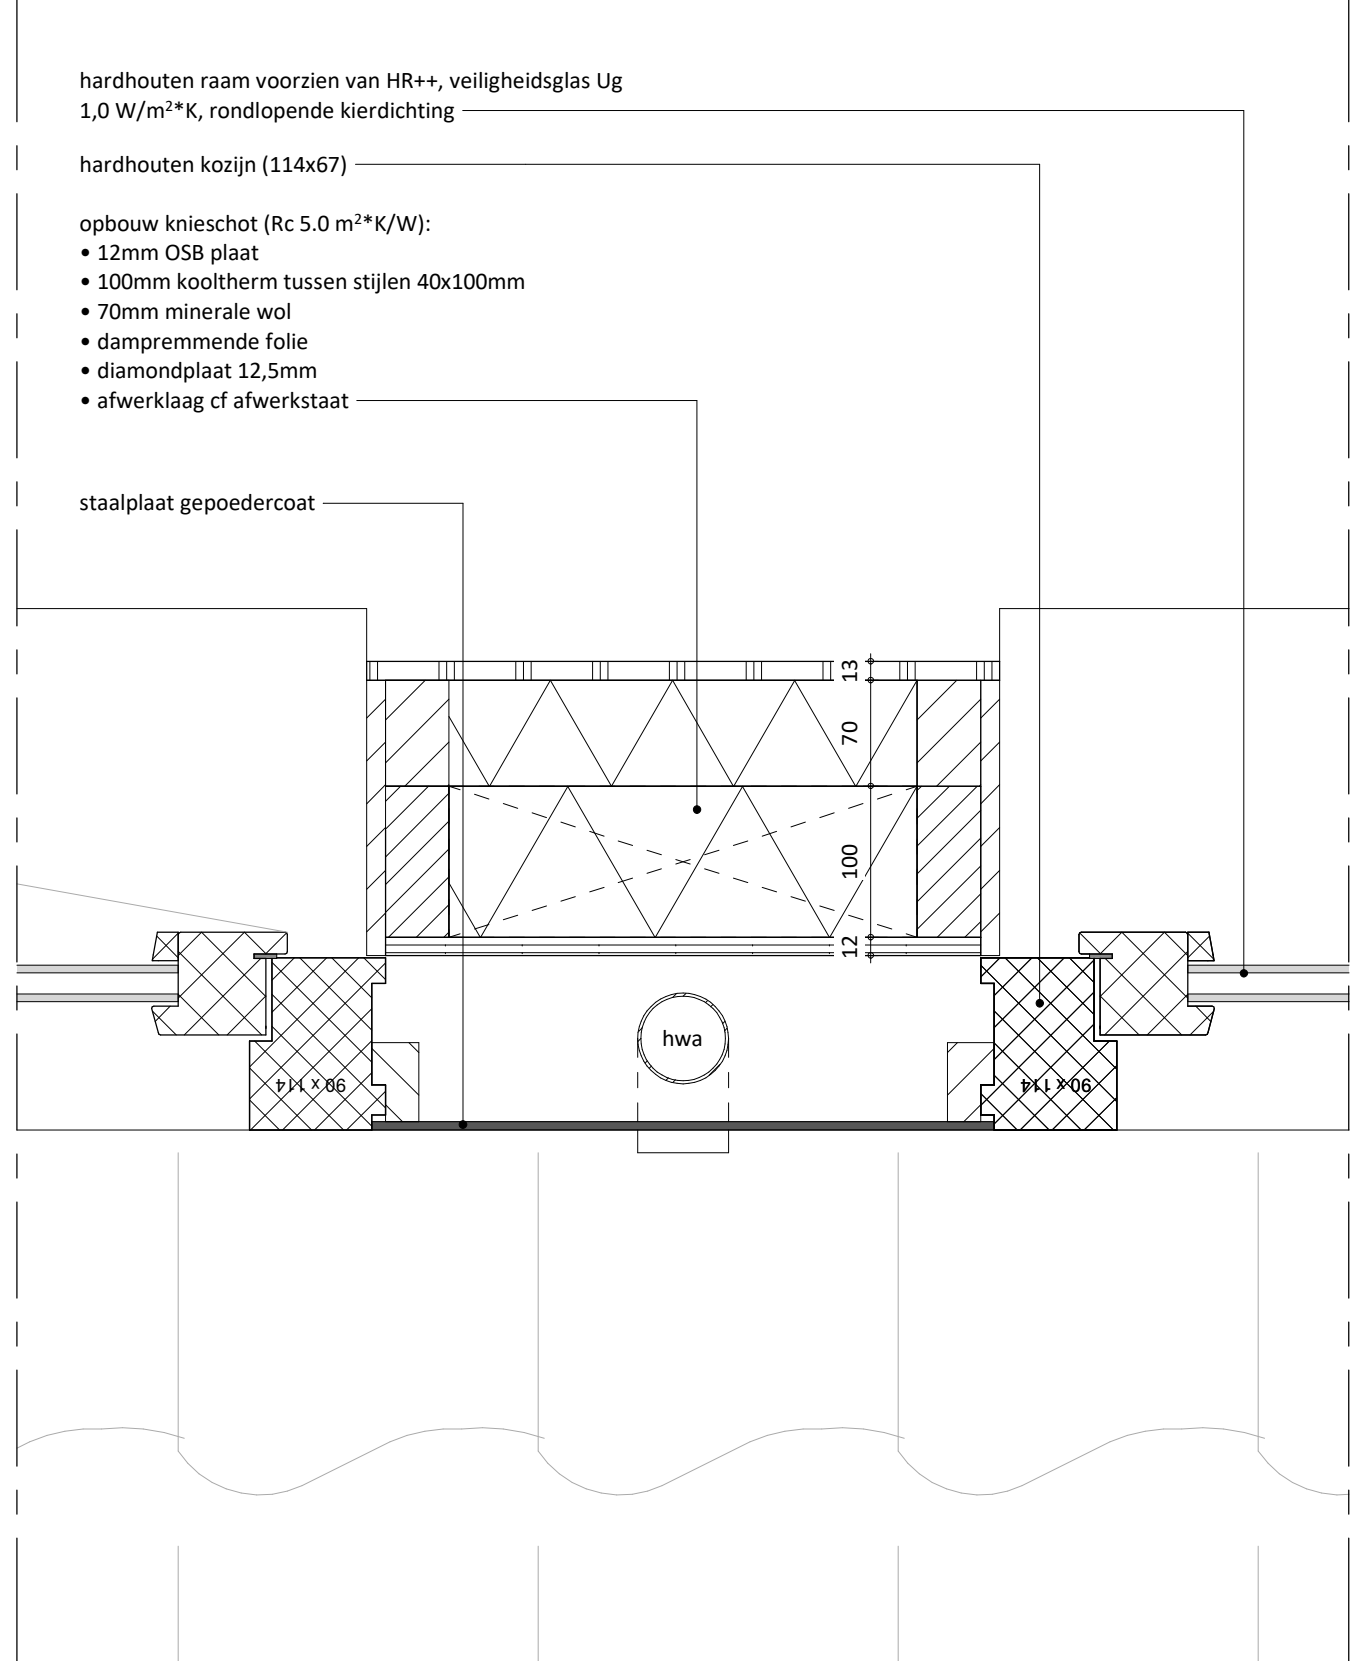 hardhouten raam voorzien van HR++, veiligheidsglas Ug
1,0 W/m²*K, rondlopende kierdichting
hardhouten kozijn (114x67)
opbouw knieschot (Rc 5.0 m²*K/W):
• 12mm OSB plaat
• 100mm kooltherm tussen stijlen 40x100mm
• 70mm minerale wol
• dampremmende folie
• diamondplaat 12,5mm
• afwerklaag cf afwerkstaat
staalplaat gepoedercoat
13
70
100
12
hwa
90 x 114
90 x 114